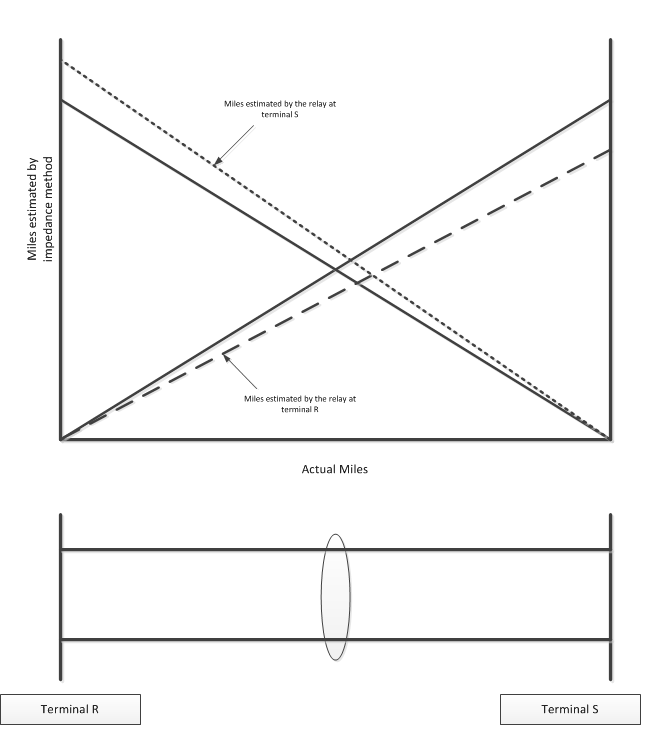 Miles estimated by the relay at
terminal S
Miles estimated by
impedance method
Miles estimated by the relay at
terminal R
Actual Miles
Terminal R
Terminal S